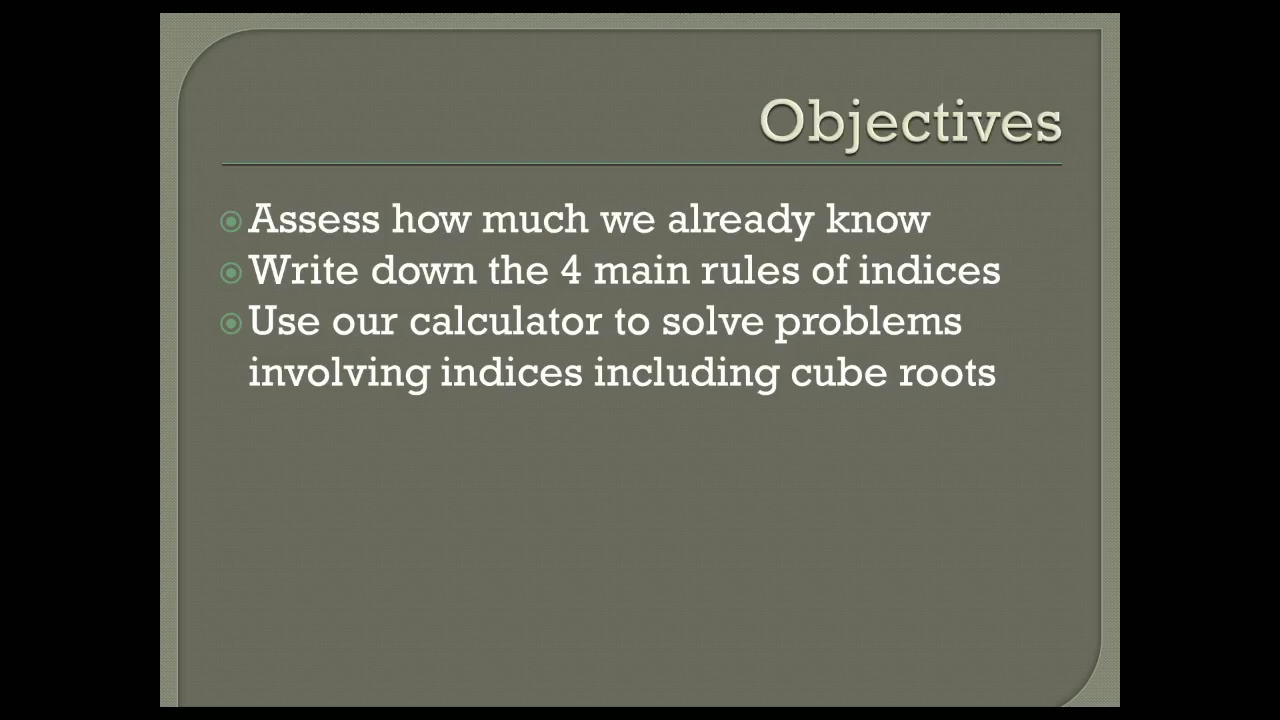 Objectives
Assess how much we already know
Write down the 4 main rules of indices
Use our calculator to solve problems
involving indices including cube roots